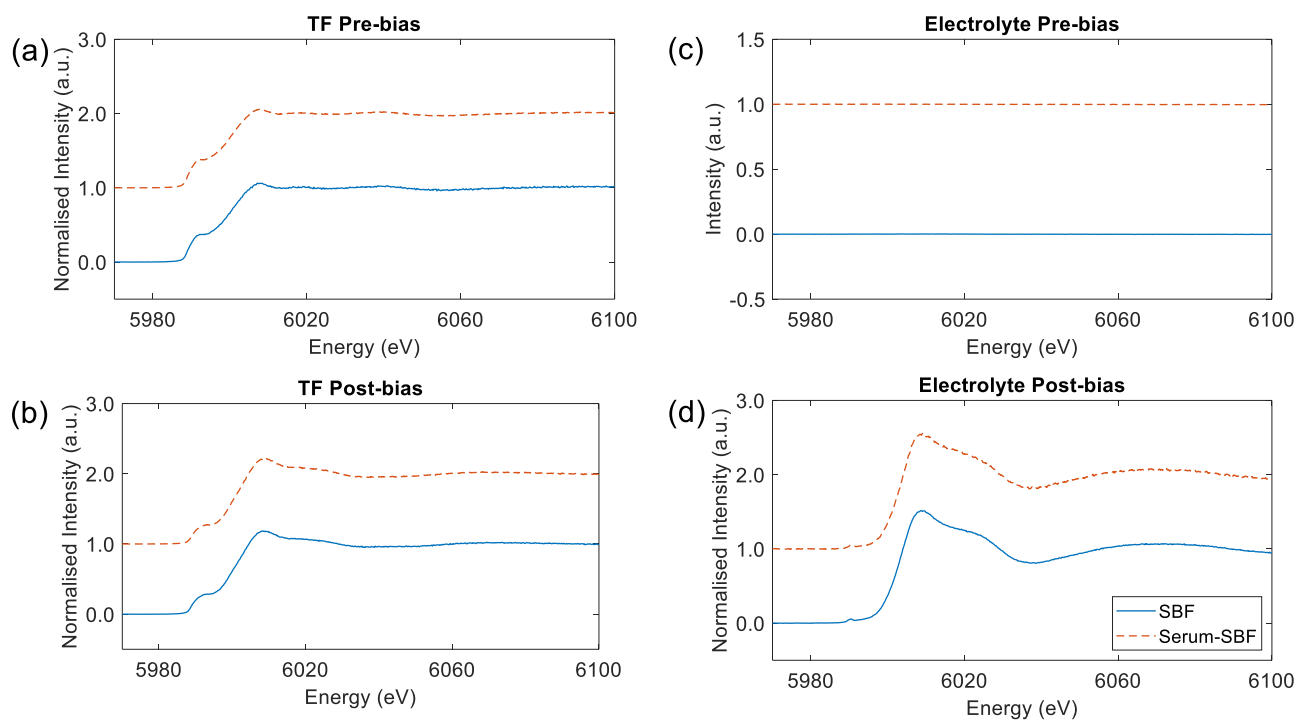 (a)
TF Pre-bias
Normalised Intensity (a.u.)
3.0
2.0
1.0
0.0
5980 6020 6060 6100
Energy (eV)
(c)
Electrolyte Pre-bias
Intensity (a.u.)
1.5
1.0
0.5
0.0
-0.5
5980 6020 6060 6100
Energy (eV)
(b)
TF Post-bias
Normalised Intensity (a.u.)
3.0
2.0
1.0
0.0
5980 6020 6060 6100
Energy (eV)
(d)
Electrolyte Post-bias
Normalised Intensity (a.u.)
3.0
2.0
1.0
0.0
5980 6020 6060 6100
Energy (eV)
SBF
Serum-SBF